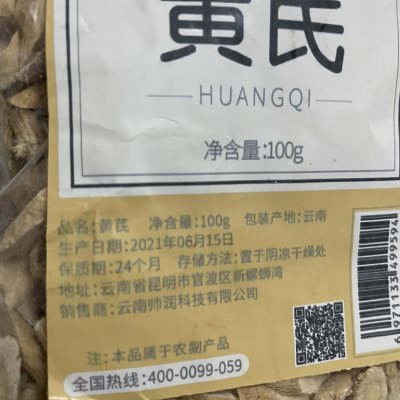 黄芪
HUANGQI
净含量:100g
品名:黄芪 净含量:100g 包装产地:云南
生产日期:2021年06月15日
保质期:24个月 存储方法:置于阴凉干燥处
地址:云南省昆明市官渡区新螺蛳湾
销售商:云南帅润科技有限公司
注:本品属于农副产品
全国热线:400-0099-059
6971133499594